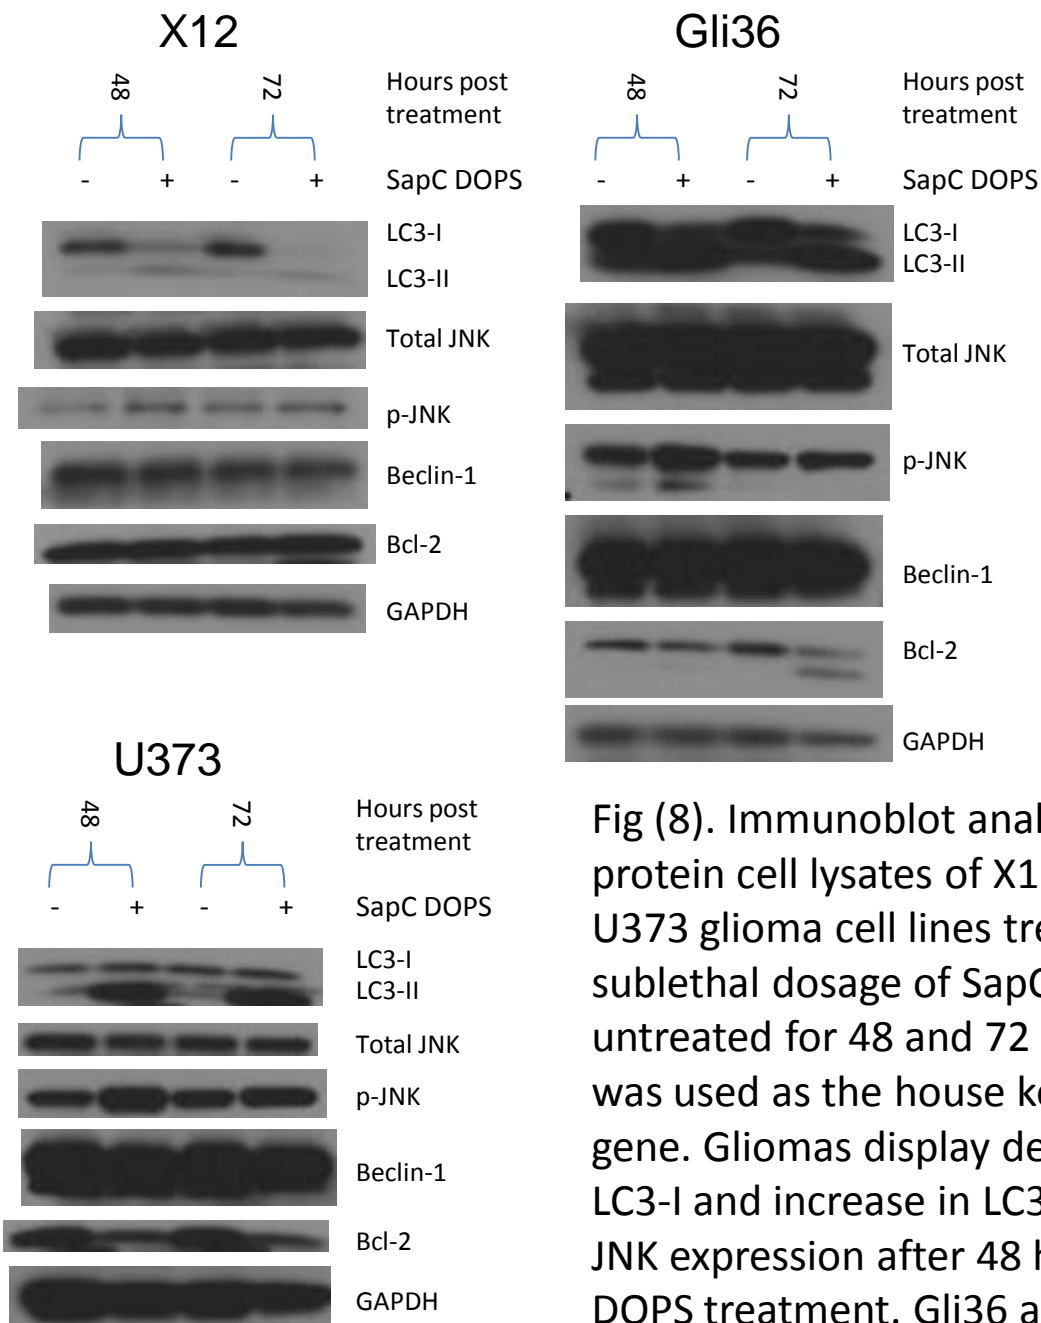 X12
48
72
Hours post
treatment
- + - + SapC DOPS
LC3-I
LC3-II
Total JNK
p-JNK
Beclin-1
Bcl-2
GAPDH
Gli36
48
72
Hours post
treatment
- + - + SapC DOPS
LC3-I
LC3-II
Total JNK
p-JNK
Beclin-1
Bcl-2
GAPDH
U373
48
72
Hours post
treatment
- + - + SapC DOPS
LC3-I
LC3-II
Total JNK
p-JNK
Beclin-1
Bcl-2
GAPDH
Fig (8). Immunoblot anal
protein cell lysates of X1
U373 glioma cell lines tre
sublethal dosage of SapC
untreated for 48 and 72
was used as the house ke
gene. Gliomas display de
LC3-I and increase in LC3
JNK expression after 48 h
DOPS treatment. Gli36 a